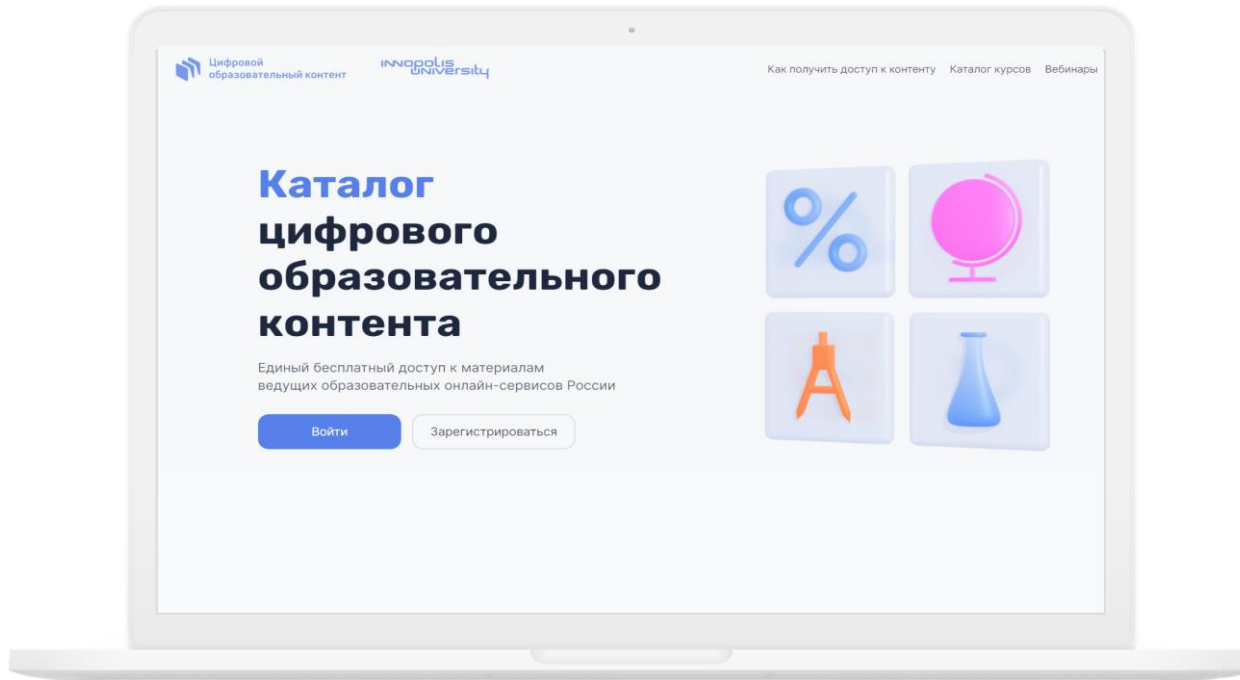 Цифровой
образовательный контент
INNOPOLIS
UNIVERSITY
Как получить доступ к контенту Каталог курсов Вебинары
Каталог
цифрового
образовательного
контента
Единый бесплатный доступ к материалам
ведущих образовательных онлайн-сервисов России
Войти Зарегистрироваться